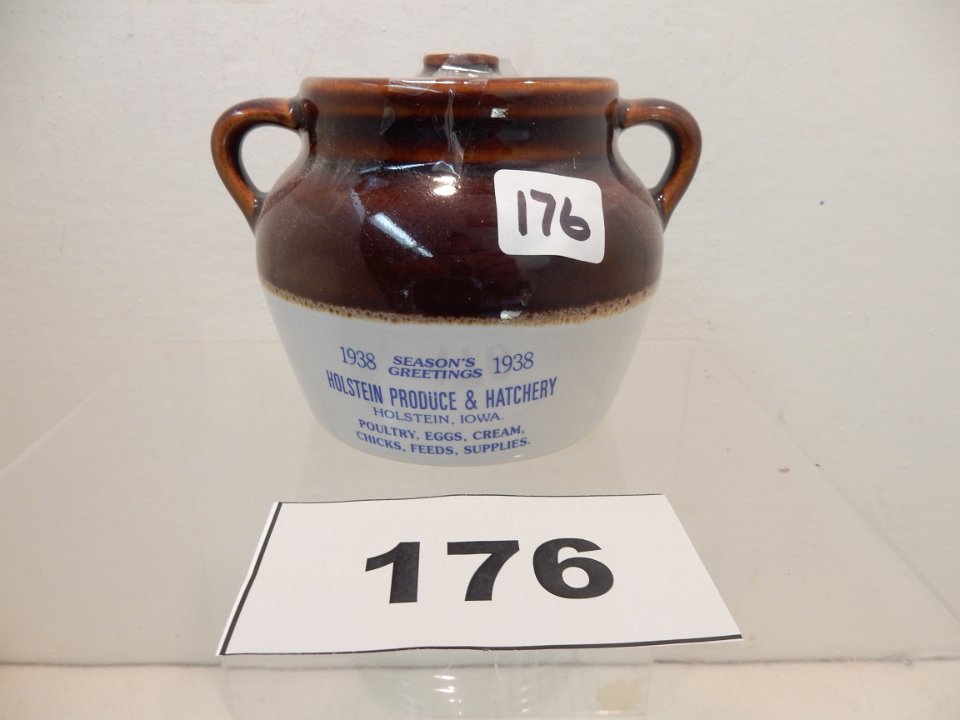 176
1938 SEASON'S GREETINGS 1938
HOLSTEIN PRODUCE & HATCHERY
HOLSTEIN, IOWA.
POULTRY, EGGS, CREAM,
CHICKS, FEEDS, SUPPLIES.
176